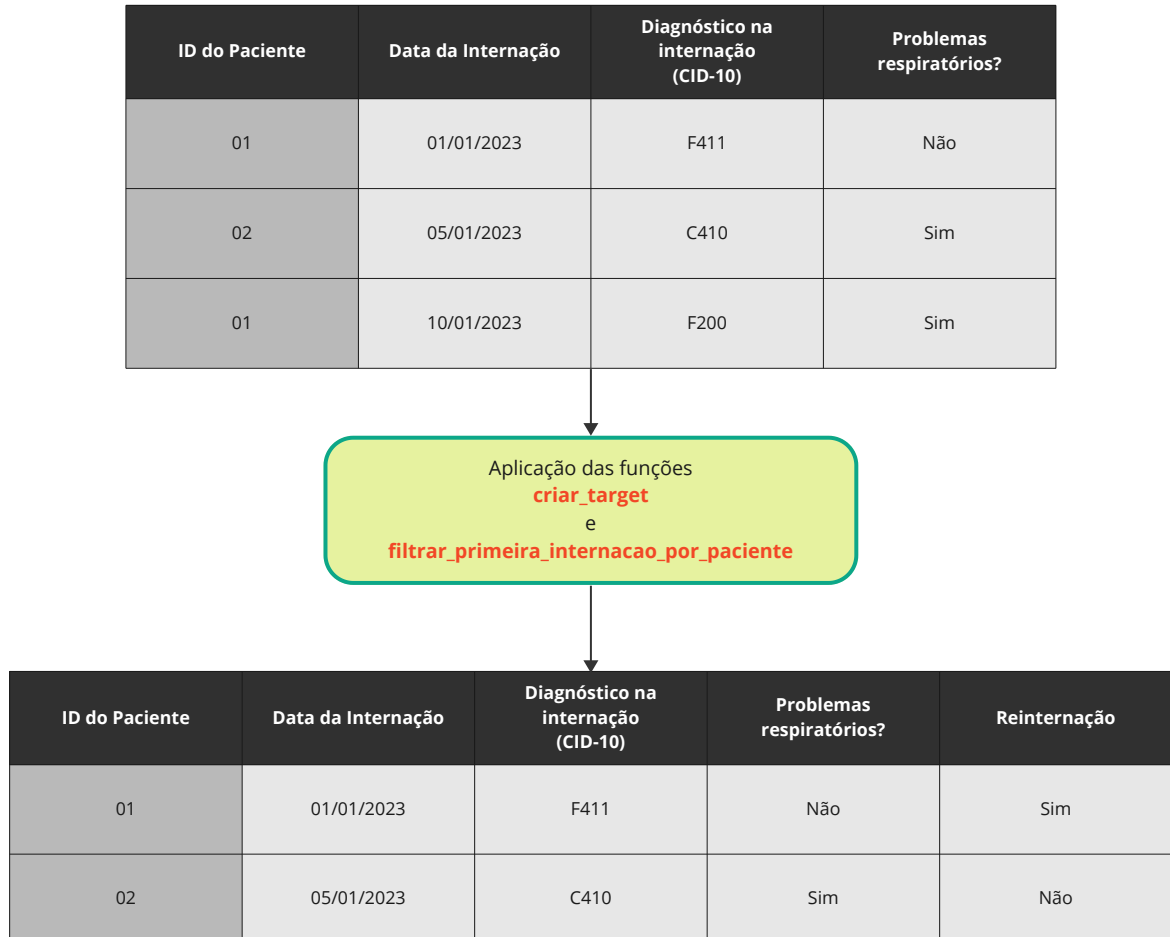 ID do Paciente
Data da Internação
Diagnóstico na
internação
(CID-10)
Problemas
respiratórios?
01
01/01/2023
F411
Não
02
05/01/2023
C410
Sim
01
10/01/2023
F200
Sim
Aplicação das funções
criar_target
e
filtrar_primeira_internacao_por_paciente
ID do Paciente
Data da Internação
Diagnóstico na
internação
(CID-10)
Problemas
respiratórios?
Reinternação
01
01/01/2023
F411
Não
Sim
02
05/01/2023
C410
Sim
Não